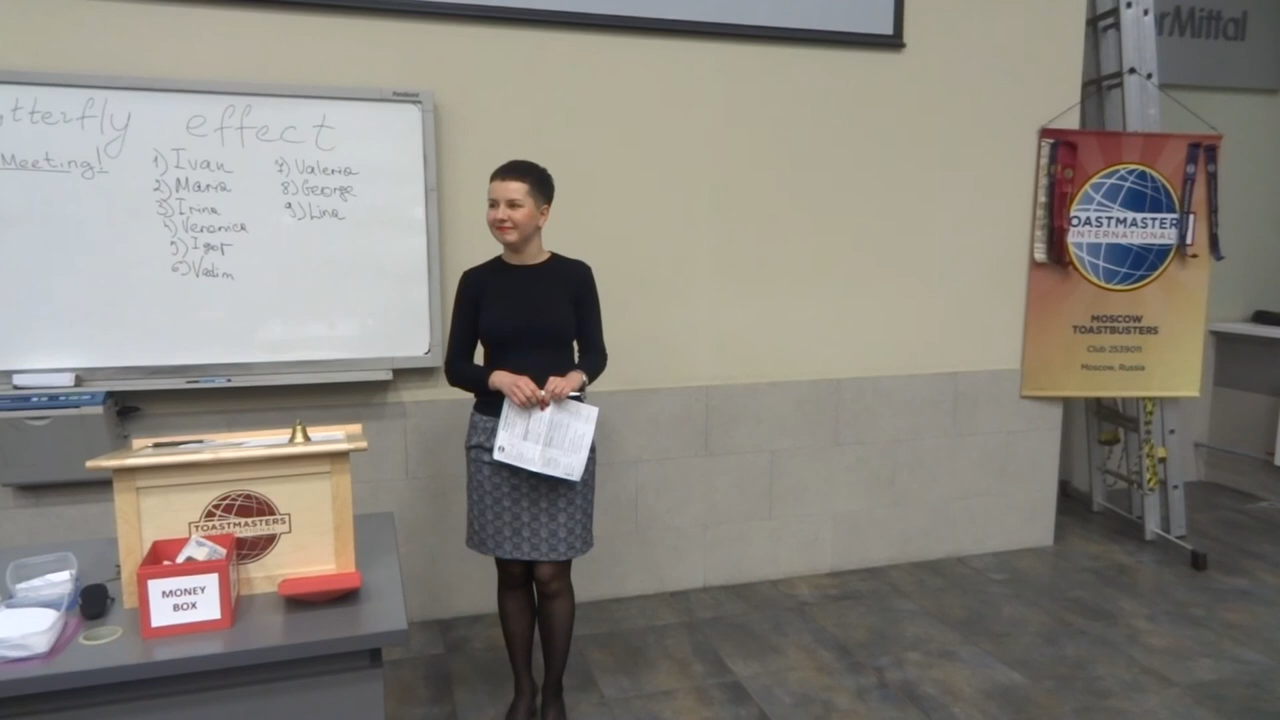 tterfly effect
Meeting!
1) Ivan
2) Maria
3) Irina
4) Veronica
5) Igor
6) Vadim
7) Valeria
8) George
9) Lina
TOASTMASTERS
INTERNATIONAL
MONEY
BOX
rMittal
OASTMASTER
INTERNATIONAL
MOSCOW
TOASTBUSTERS
Club 2539011
Moscow, Russia